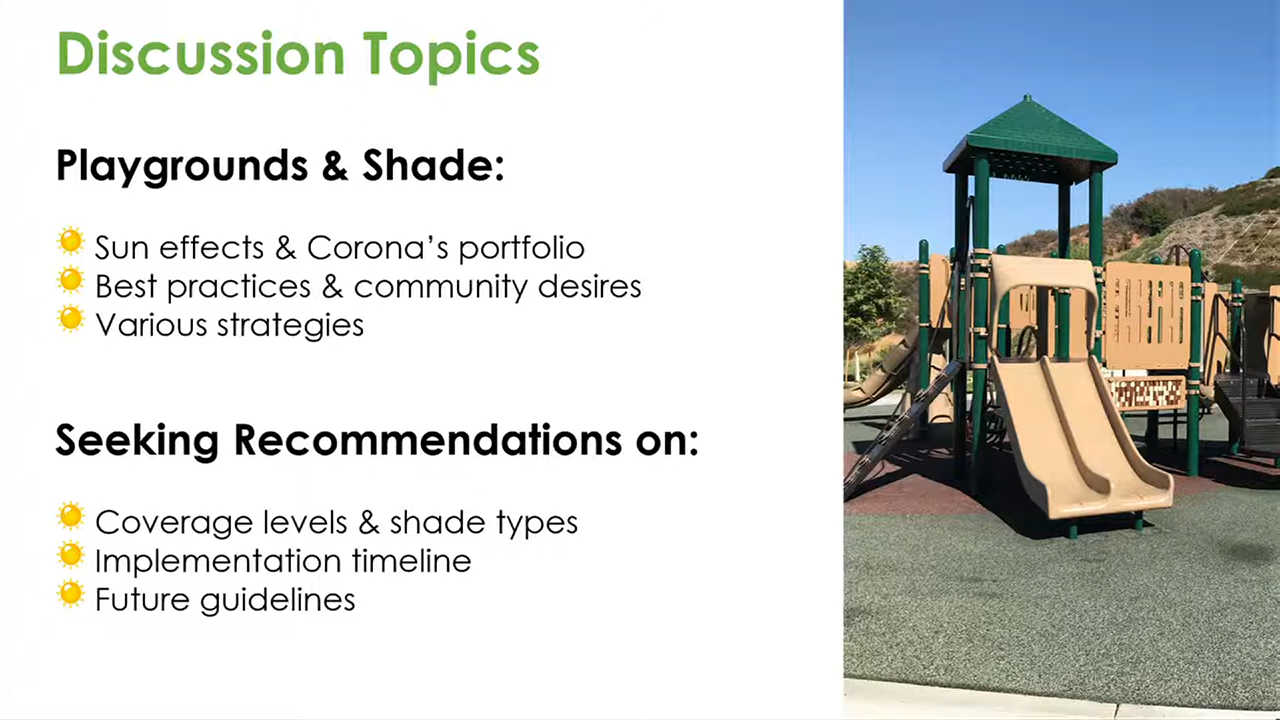 Discussion Topics
Playgrounds & Shade:
Sun effects & Corona’s portfolio
Best practices & community desires
Various strategies
Seeking Recommendations on:
Coverage levels & shade types
Implementation timeline
Future guidelines